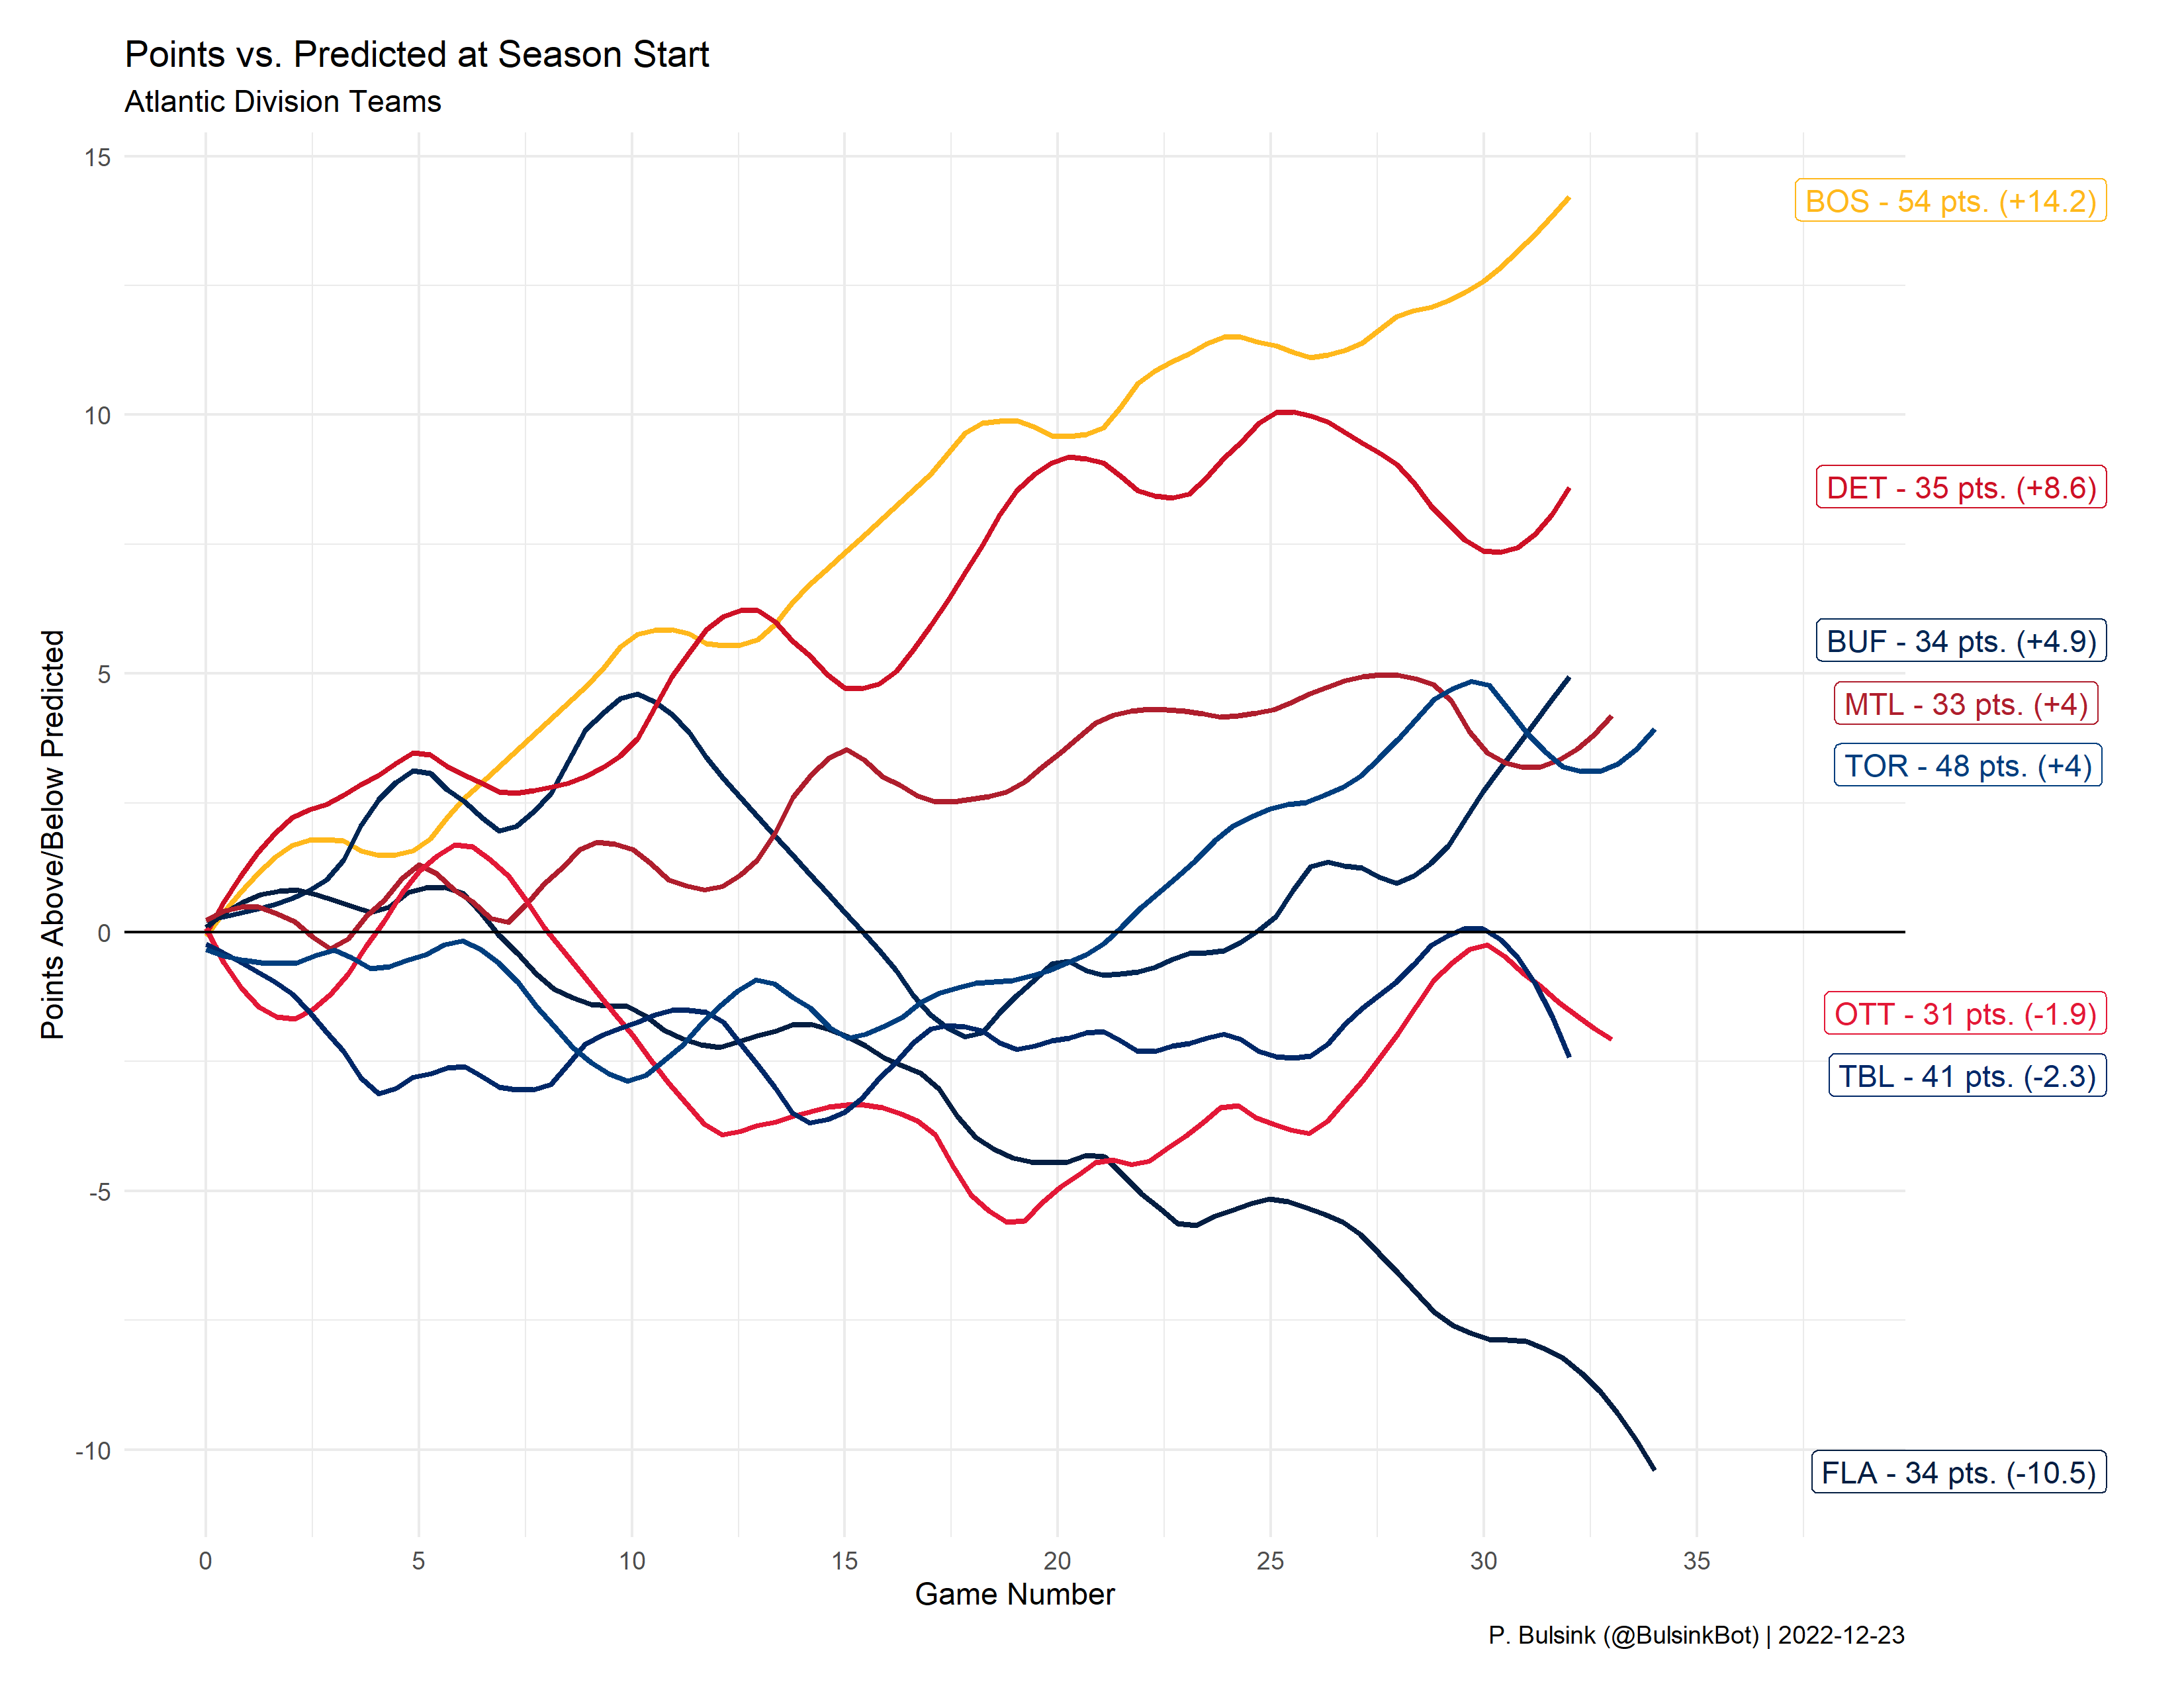 Points vs. Predicted at Season Start
Atlantic Division Teams
Points Above/Below Predicted
15
10
5
0
-5
-10
BOS - 54 pts. (+14.2)
DET - 35 pts. (+8.6)
BUF - 34 pts. (+4.9)
MTL - 33 pts. (+4)
TOR - 48 pts. (+4)
OTT - 31 pts. (-1.9)
TBL - 41 pts. (-2.3)
FLA - 34 pts. (-10.5)
0 5 10 15 20 25 30 35
Game Number
P. Bulsink (@BulsinkBot) | 2022-12-23